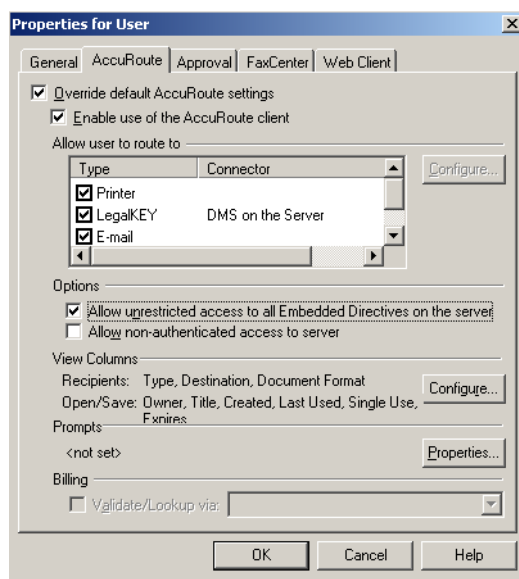 Properties for User
General AccuRoute Approval FaxCenter Web Client
Override default AccuRoute settings
Enable use of the AccuRoute client
Allow user to route to
Type Connector Configure...
Printer
LegalKEY DMS on the Server
E-mail
Options
Allow unrestricted access to all Embedded Directives on the server
Allow non-authenticated access to server
View Columns
Recipients: Type, Destination, Document Format
Configure...
Open/Save: Owner, Title, Created, Last Used, Single Use,
Expires
Prompts
<not set> Properties...
Billing
Validate/Lookup via:
OK Cancel Help